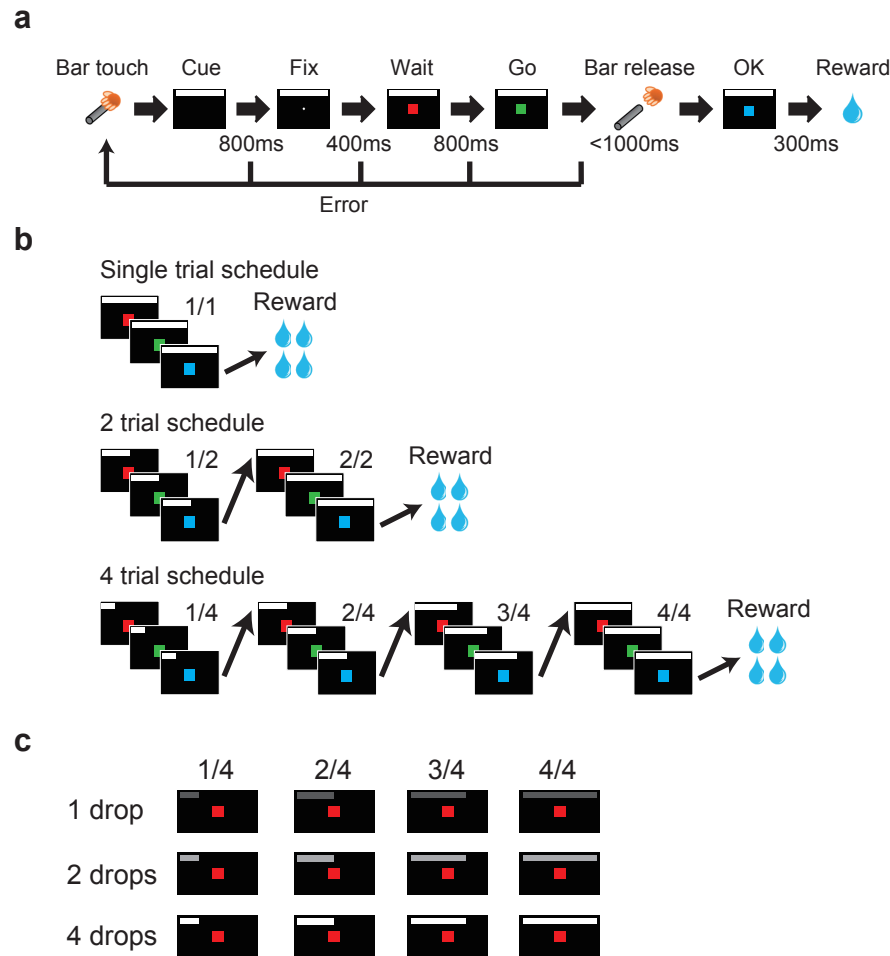 a
Bar touch Cue Fix Wait Go Bar release OK Reward
800ms 400ms 800ms <1000ms 300ms
Error
b
Single trial schedule
1/1 Reward
2 trial schedule
1/2 2/2 Reward
4 trial schedule
1/4 2/4 3/4 4/4 Reward
c
1/4 2/4 3/4 4/4
1 drop
2 drops
4 drops